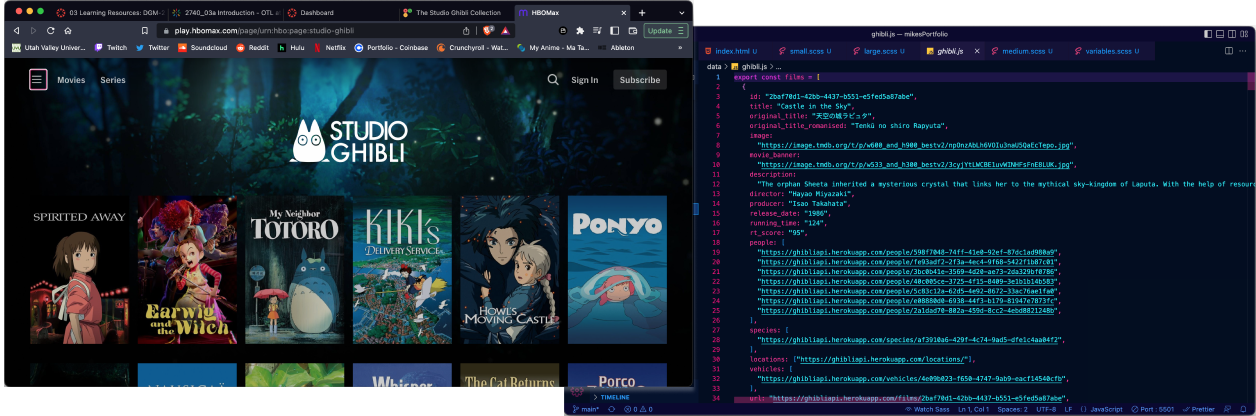 03 Learning Resources: DGM-2
2740_03a Introduction - OTL at
Dashboard
The Studio Ghibli Collection
HBOMax
play.hbomax.com/page/urn:hbo:page:studio-ghibli
Update
Utah Valley Univer...
Twitch
Twitter
Soundcloud
Reddit
Hulu
Netflix
Portfolio - Coinbase
Crunchyroll - Wat...
My Anime - Ma Ta...
Ableton
Movies
Series
Sign In
Subscribe
STUDIO
GHIBLI
SPIRITED AWAY
Earwig
and the
Witch
My Neighbor
TOTORO
KIKI's
DELIVERY SERVICE
HOWL'S
MOVING CASTLE
PONYO
Whisper
The Cat Returns
Porco
ghibli.js — mikesPortfolio
index.html U
small.scss U
large.scss U
ghibli.js
medium.scss U
variables.scss U
data > ghibli.js > ...
1 export const films = [
2 {
3 id: "2baf70d1-42bb-4437-b551-e5fed5a87abe",
4 title: "Castle in the Sky",
5 original_title: "天空の城ラピュタ",
6 original_title_romanised: "Tenkū no shiro Rapyuta",
7 image:
8 "https://image.tmdb.org/t/p/w600_and_h900_bestv2/npOnzAbLh6VOIu3naU5QaEcTepo.jpg",
9 movie_banner:
10 "https://image.tmdb.org/t/p/w533_and_h300_bestv2/3cyjYtLWCBE1uvWINHFsFnE8LUK.jpg",
11 description:
12 "The orphan Sheeta inherited a mysterious crystal that links her to the mythical sky-kingdom of Laputa. With the help of resour
13 director: "Hayao Miyazaki",
14 producer: "Isao Takahata",
15 release_date: "1986",
16 running_time: "124",
17 rt_score: "95",
18 people: [
19 "https://ghibliapi.herokuapp.com/people/598f7048-74ff-41e0-92ef-87dc1ad980a9",
20 "https://ghibliapi.herokuapp.com/people/fe93adf2-2f3a-4ec4-9f68-5422f1b87c01",
21 "https://ghibliapi.herokuapp.com/people/3bc0b41e-3569-4d20-ae73-2da329bf0786",
22 "https://ghibliapi.herokuapp.com/people/40c005ce-3725-4f15-8409-3e1b1b14b583",
23 "https://ghibliapi.herokuapp.com/people/5c83c12a-62d5-4e92-8672-33ac76ae1fa0",
24 "https://ghibliapi.herokuapp.com/people/e08880d0-6938-44f3-b179-81947e7873fc",
25 "https://ghibliapi.herokuapp.com/people/2a1dad70-802a-459d-8cc2-4ebd8821248b",
26 ],
27 species: [
28 "https://ghibliapi.herokuapp.com/species/af3910a6-429f-4c74-9ad5-dfe1c4aa04f2",
29 ],
30 locations: ["https://ghibliapi.herokuapp.com/locations/"],
31 vehicles: [
32 "https://ghibliapi.herokuapp.com/vehicles/4e09b023-f650-4747-9ab9-eacf14540cfb",
33 ],
34 url: "https://ghibliapi.herokuapp.com/films/2baf70d1-42bb-4437-b551-e5fed5a87abe",
TIMELINE
main*
0 0
Watch Sass
Ln 1, Col 1
Spaces: 2
UTF-8
LF
{} JavaScript
Port : 5501
Prettier